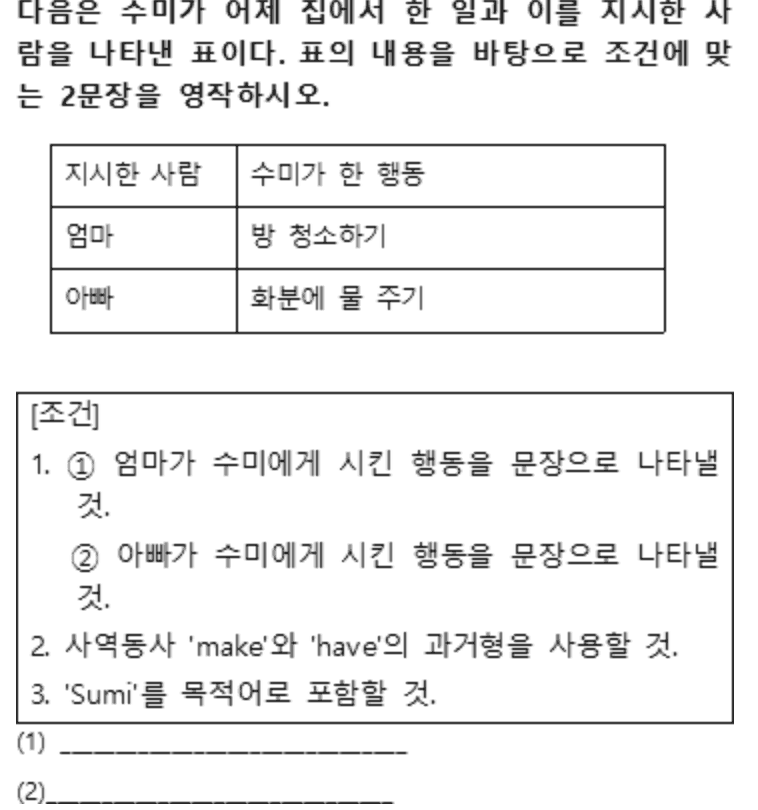 다음은 수미가 어제 집에서 한 일과 이를 지시한 사
람을 나타낸 표이다. 표의 내용을 바탕으로 조건에 맞
는 2문장을 영작하시오.
지시한 사람 수미가 한 행동
엄마 방 청소하기
아빠 화분에 물 주기
[조건]
1. ① 엄마가 수미에게 시킨 행동을 문장으로 나타낼
것.
② 아빠가 수미에게 시킨 행동을 문장으로 나타낼
것.
2. 사역동사 'make'와 'have'의 과거형을 사용할 것.
3. 'Sumi'를 목적어로 포함할 것.
(1) ______________________________
(2)______________________________